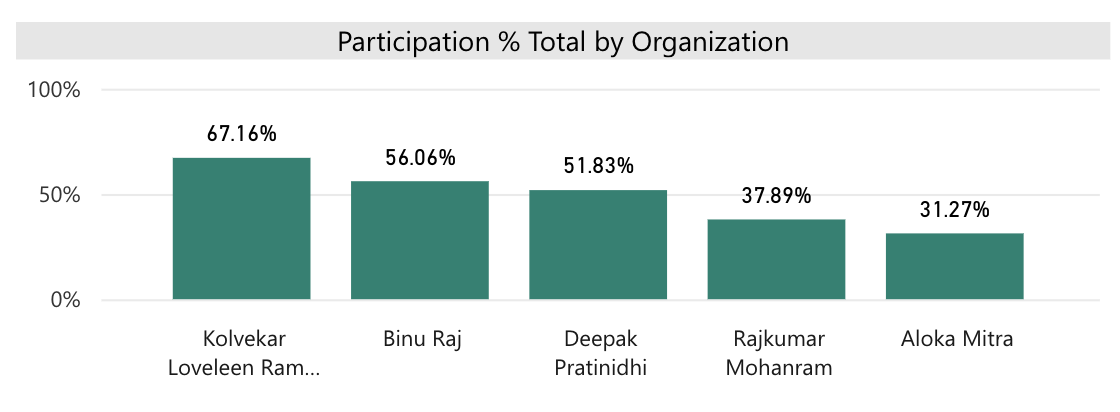 Participation % Total by Organization
100%
67.16%
56.06%
51.83%
50%
37.89%
31.27%
0%
Kolvekar
Loveleen Ram...
Binu Raj
Deepak
Pratinidhi
Rajkumar
Mohanram
Aloka Mitra